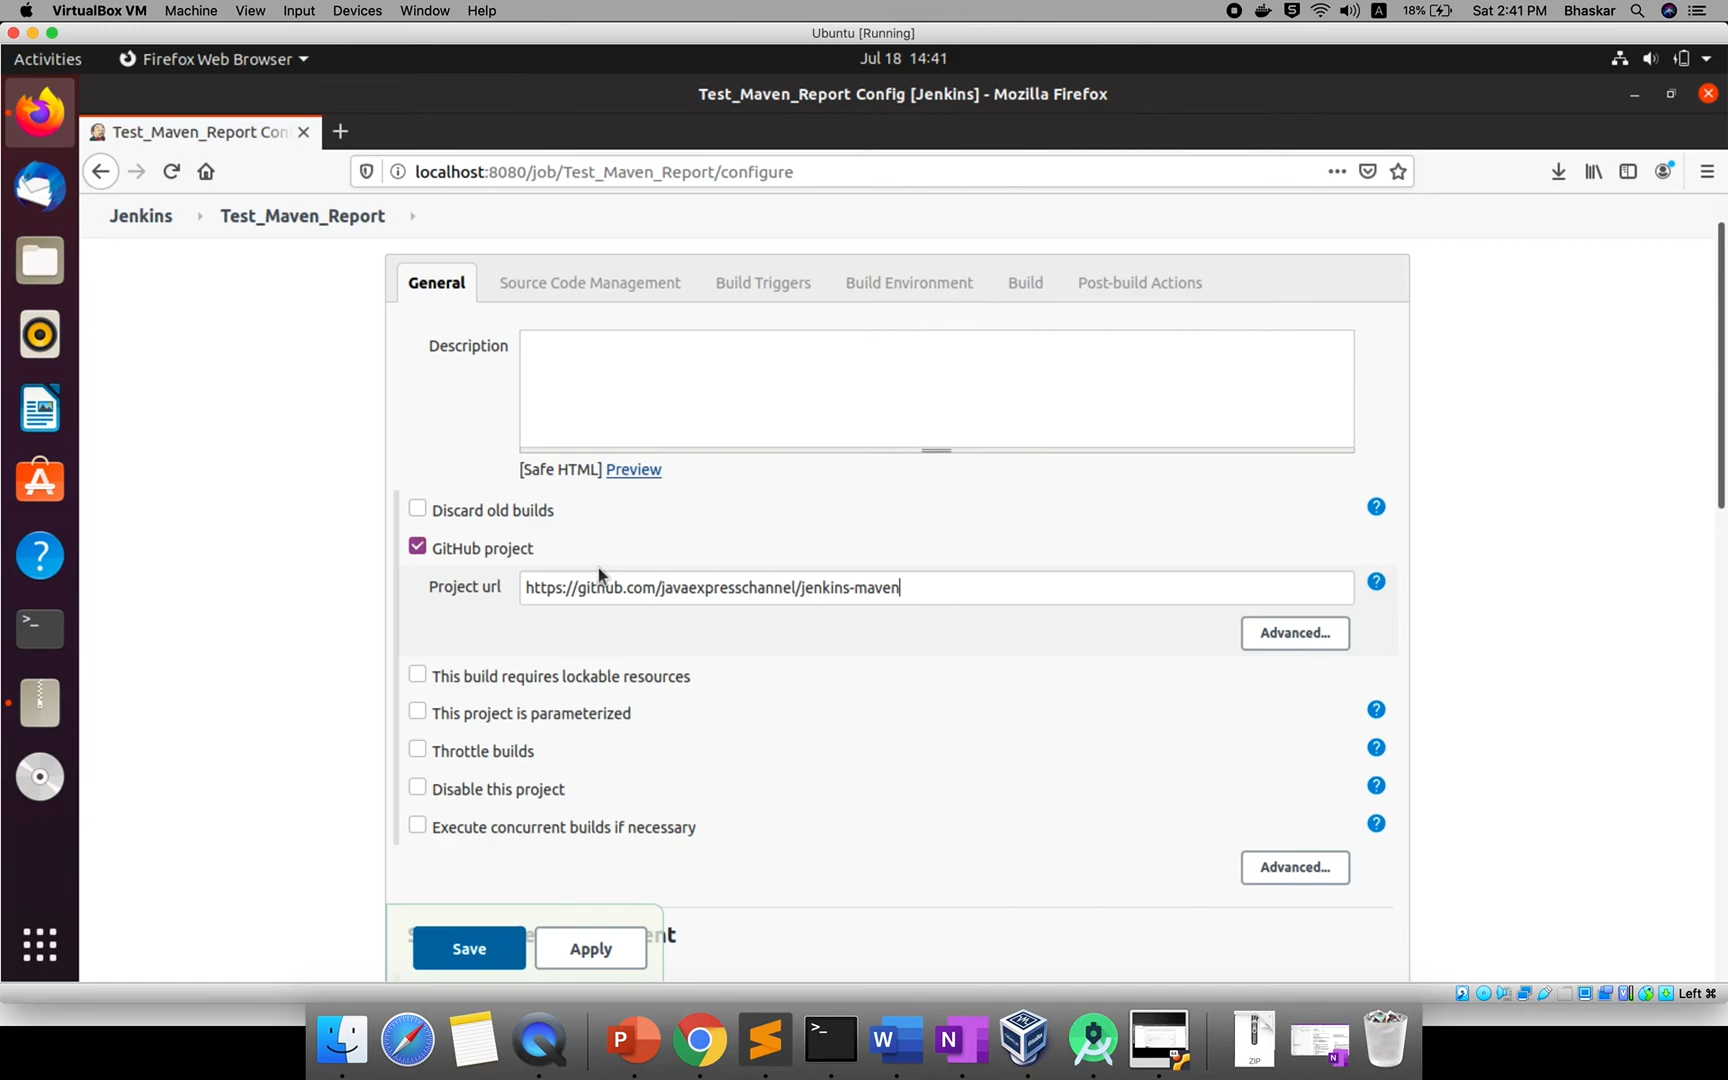 VirtualBox VM Machine View Input Devices Window Help S A 18% Sat 2:41 PM Bhaskar
Ubuntu [Running]
Activities Firefox Web Browser Jul 18 14:41
Test_Maven_Report Config [Jenkins] - Mozilla Firefox
Test_Maven_Report Con
localhost:8080/job/Test_Maven_Report/configure
Jenkins Test_Maven_Report
General Source Code Management Build Triggers Build Environment Build Post-build Actions
Description
[Safe HTML] Preview
Discard old builds
GitHub project
Project url https://github.com/javaexpresschannel/jenkins-maven
Advanced...
This build requires lockable resources
This project is parameterized
Throttle builds
Disable this project
Execute concurrent builds if necessary
Advanced...
Save Apply nt
Left ⌘
P W N ZIP N